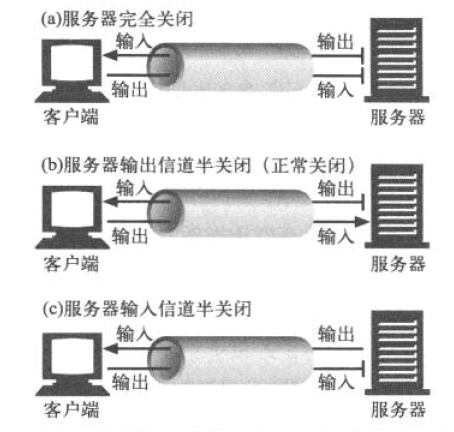 (a)服务器完全关闭
输入 输出
输出 输入
客户端 服务器
(b)服务器输出信道半关闭（正常关闭）
输入 输出
输出 输入
客户端 服务器
(c)服务器输入信道半关闭
输入 输出
输出 输入
客户端 服务器